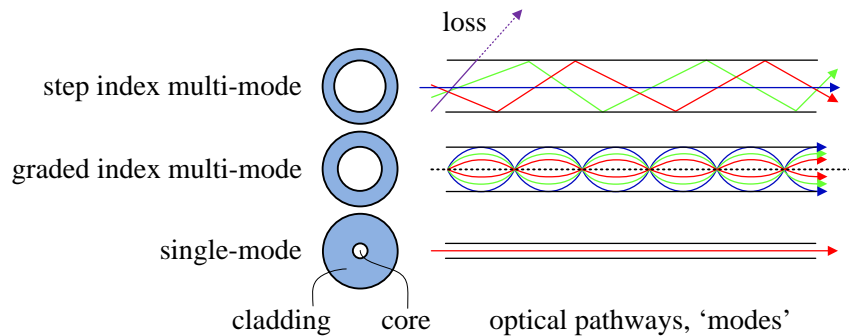 loss
step index multi-mode
graded index multi-mode
single-mode
cladding
core
optical pathways, ‘modes’